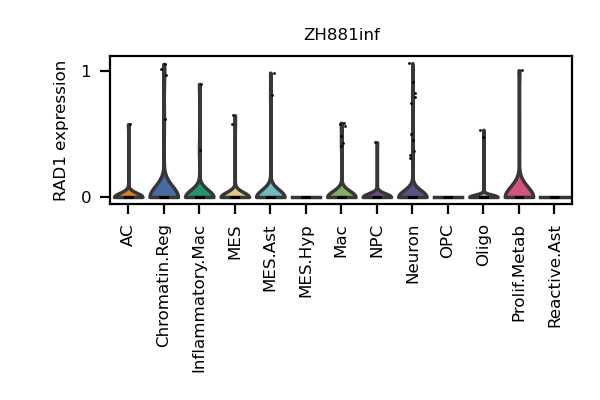 ZH881inf
RAD1 expression
1
0
AC
Chromatin.Reg
Inflammatory.Mac
MES
MES.Ast
MES.Hyp
Mac
NPC
Neuron
OPC
Oligo
Prolif.Metab
Reactive.Ast